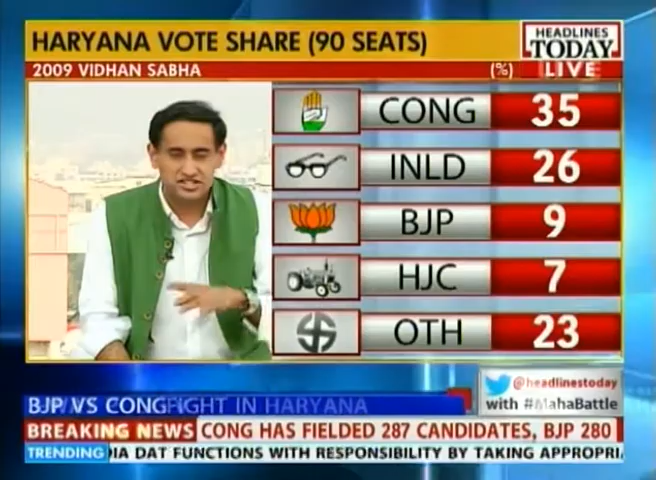 HARYANA VOTE SHARE (90 SEATS)
HEADLINES
TODAY
2009 VIDHAN SABHA
(%)
LIVE
CONG 35
INLD 26
BJP 9
HJC 7
OTH 23
@headlinestoday
with #MahaBattle
BJP VS CONG FIGHT IN HARYANA
BREAKING NEWS CONG HAS FIELDED 287 CANDIDATES, BJP 280
TRENDING IA DAT FUNCTIONS WITH RESPONSIBILITY BY TAKING APPROPRI